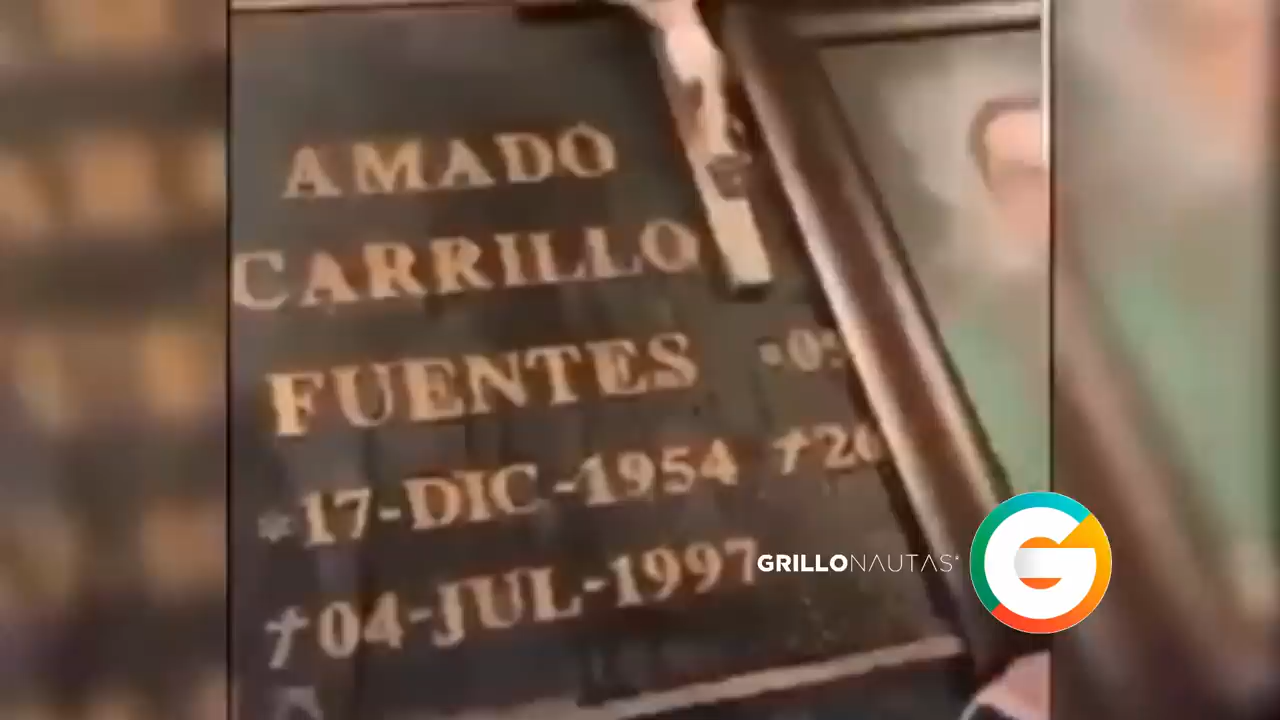 AMADO
CARRILLO
FUENTES
*17-DIC-1954
†04-JUL-1997
GRILLONAUTAS